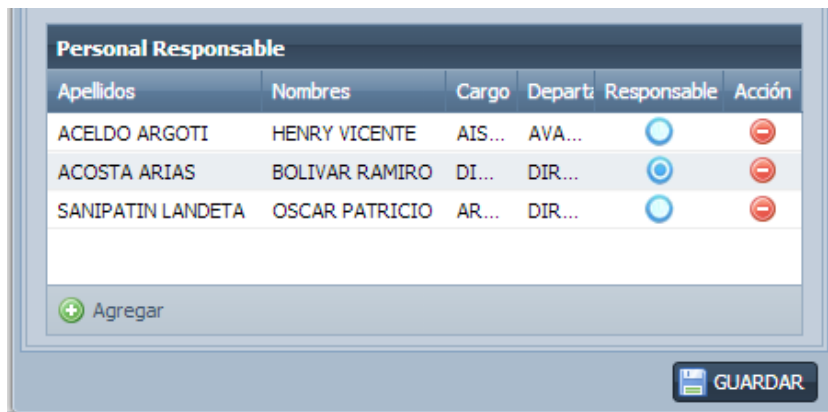 Personal Responsable
Apellidos Nombres Cargo Departa Responsable Acción
ACELDO ARGOTI HENRY VICENTE AIS... AVA...
ACOSTA ARIAS BOLIVAR RAMIRO DI... DIR...
SANIPATIN LANDETA OSCAR PATRICIO AR... DIR...
Agregar
GUARDAR